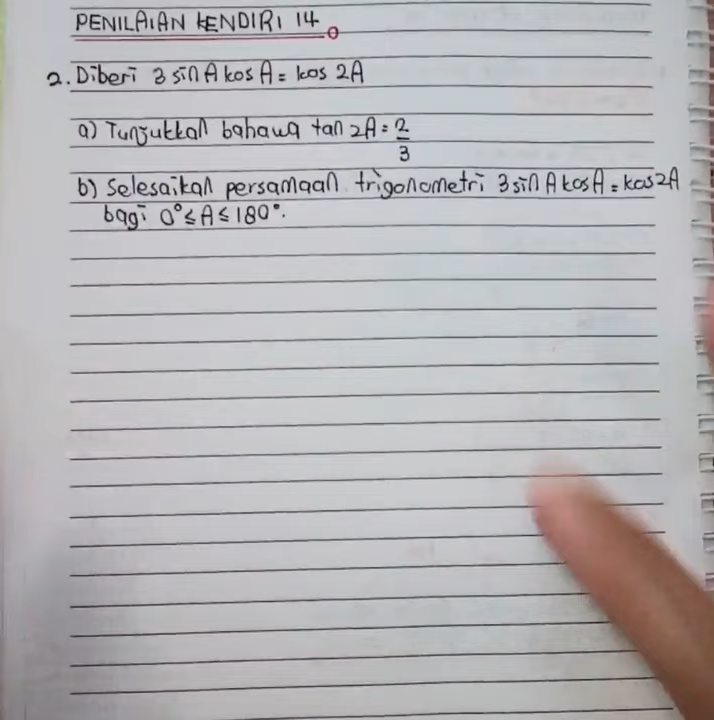 PENILAIAN KENDIRI 14
2. Diberi 3 sin A kos A = kos 2A
a) Tunjukkan bahawa tan 2A = 2/3
b) Selesaikan persamaan trigonometri 3 sin A kos A = kos 2A
bagi 0° ≤ A ≤ 180°.